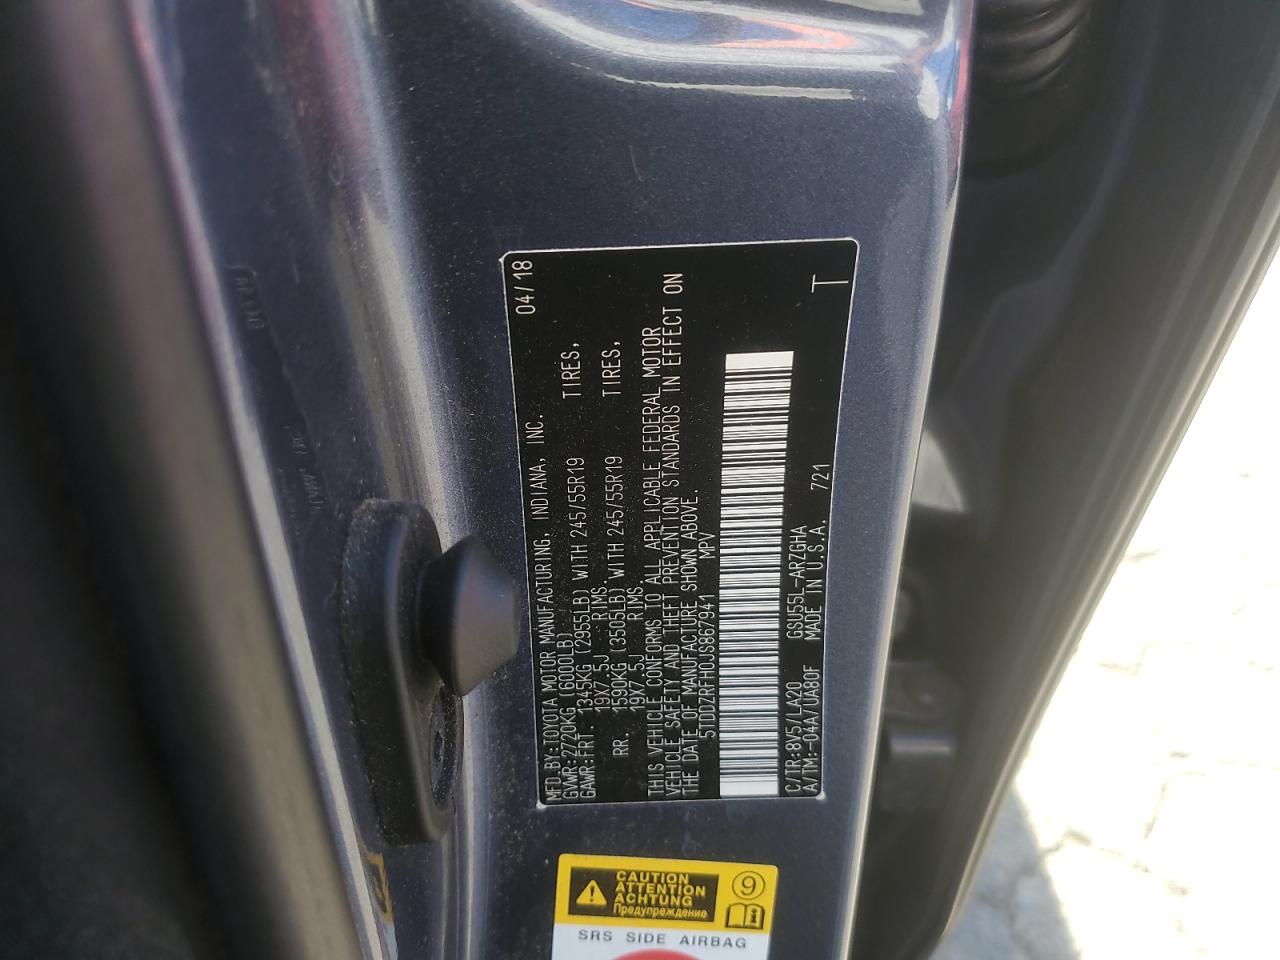 MFD.BY:TOYOTA MOTOR MANUFACTURING, INDIANA, INC. 04/18
GVWR:2720KG (6000LB)
GAWR:FRT. 1345KG (2955LB) WITH 245/55R19 TIRES,
19X7.5J RIMS.
RR. 1590KG (3505LB) WITH 245/55R19 TIRES,
19X7.5J RIMS.
THIS VEHICLE CONFORMS TO ALL APPLICABLE FEDERAL MOTOR
VEHICLE SAFETY AND THEFT PREVENTION STANDARDS IN EFFECT ON
THE DATE OF MANUFACTURE SHOWN ABOVE.
5TDDZRFH0JS867941 MPV
C/TR:8V5/LA20 GSU55L-ARZGHA
A/TM:-04A/UA80F MADE IN U.S.A. 721 T
CAUTION
ATTENTION
ACHTUNG
Предупреждение
9
SRS SIDE AIRBAG